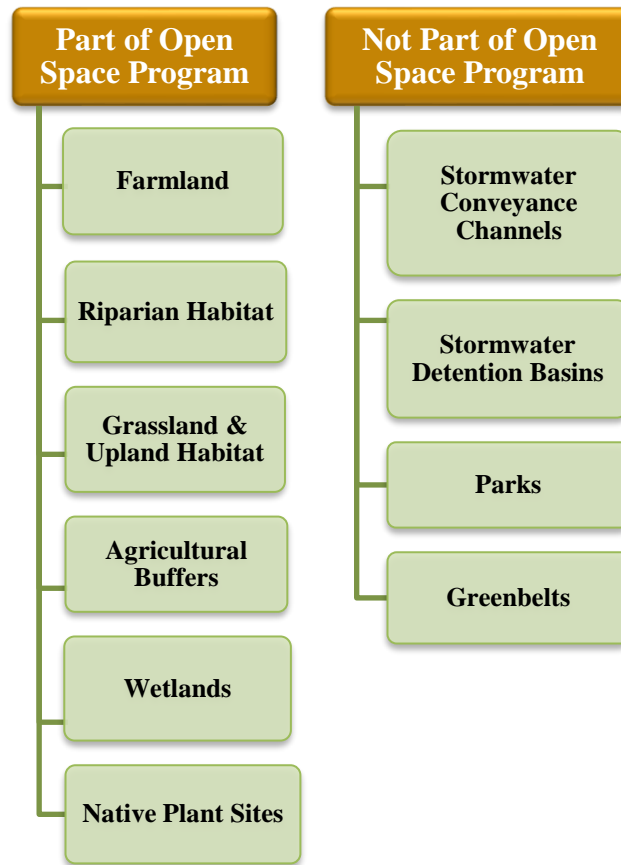 Part of Open
Space Program
Farmland
Riparian Habitat
Grassland &
Upland Habitat
Agricultural
Buffers
Wetlands
Native Plant Sites
Not Part of Open
Space Program
Stormwater
Conveyance
Channels
Stormwater
Detention Basins
Parks
Greenbelts